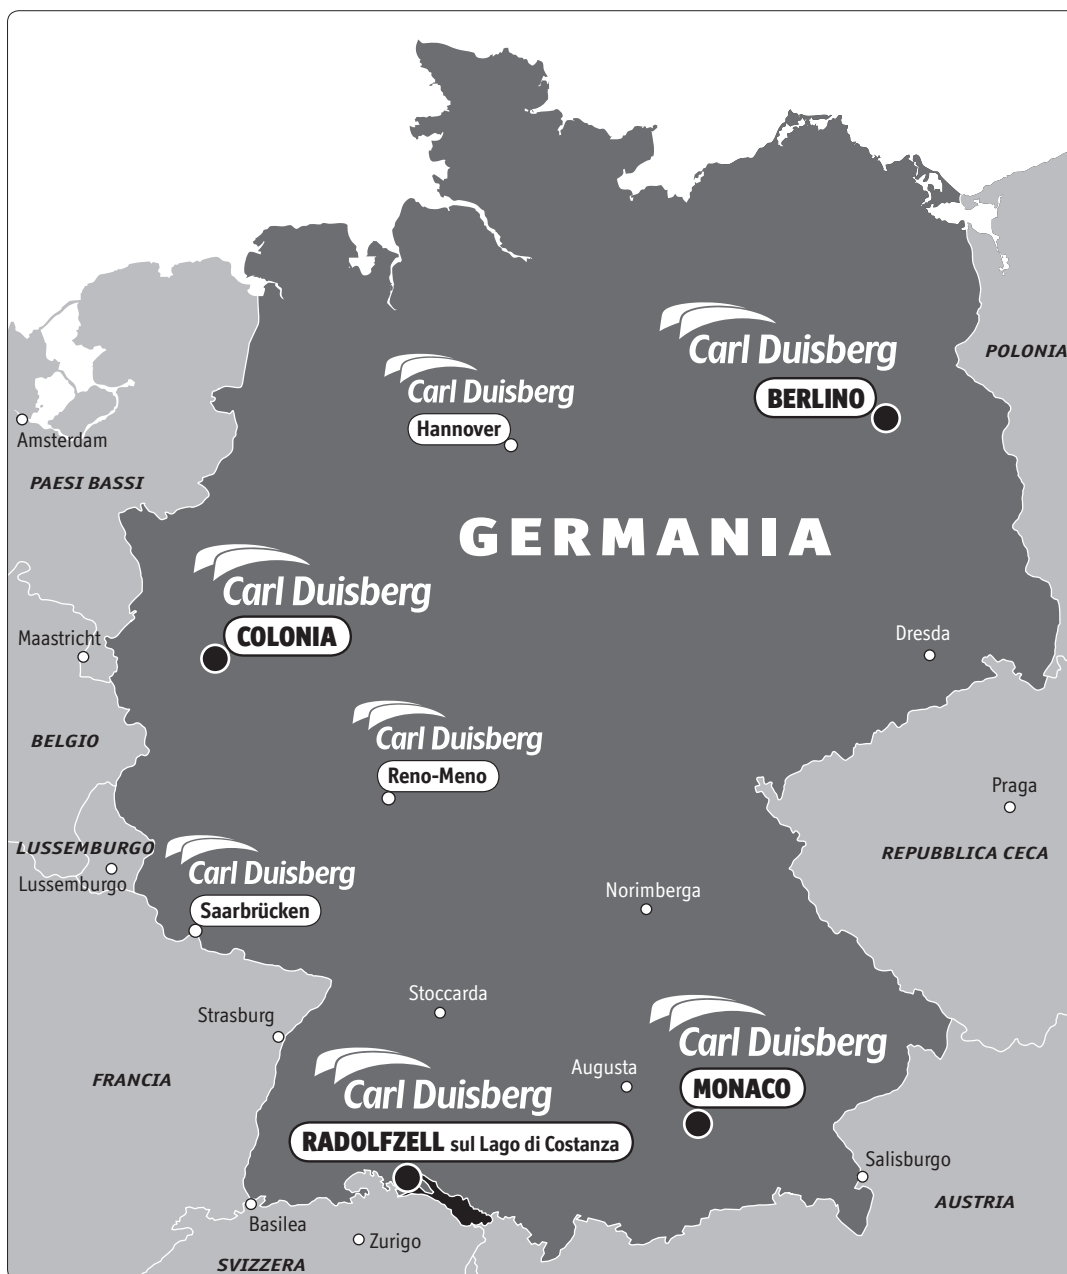 Carl Duisberg
BERLINO
POLONIA
Carl Duisberg
Hannover
Amsterdam
PAESI BASSI
GERMANIA
Carl Duisberg
COLONIA
Maastricht
Dresda
BELGIO
Carl Duisberg
Reno-Meno
Praga
LUSSEMBURGO
Lussemburgo
REPUBBLICA CECA
Carl Duisberg
Saarbrücken
Norimberga
Stoccarda
Strasburg
Carl Duisberg
MONACO
Augusta
FRANCIA
Carl Duisberg
RADOLFZELL sul Lago di Costanza
Salisburgo
AUSTRIA
Basilea
Zurigo
SVIZZERA